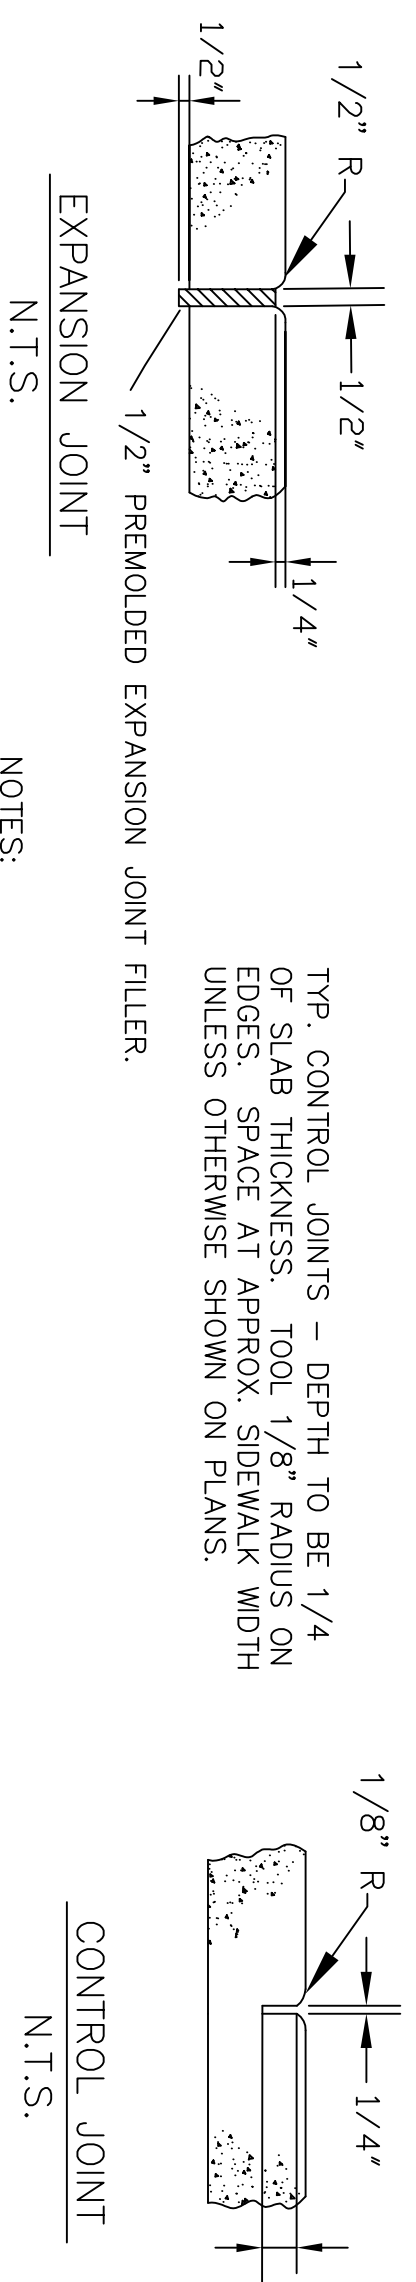 1/2" R
1/2"
1/4"
1/2"
1/2" PREMOLDED EXPANSION JOINT FILLER.
EXPANSION JOINT
N.T.S.
TYP. CONTROL JOINTS – DEPTH TO BE 1/4
OF SLAB THICKNESS. TOOL 1/8" RADIUS ON
EDGES. SPACE AT APPROX. SIDEWALK WIDTH
UNLESS OTHERWISE SHOWN ON PLANS.
NOTES:
1/8" R
1/4"
CONTROL JOINT
N.T.S.